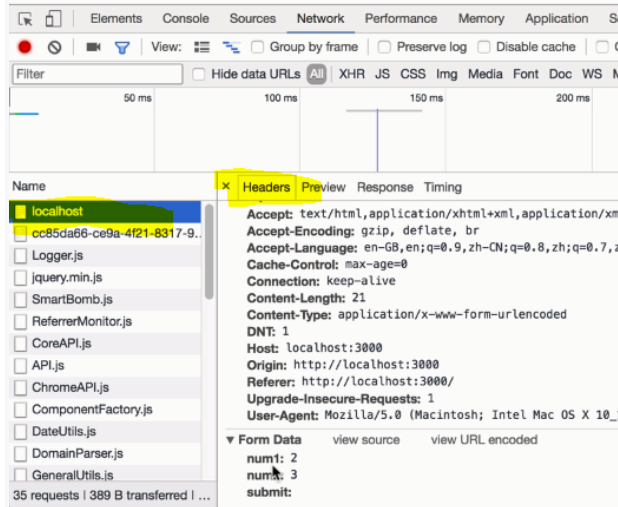 Elements Console Sources Network Performance Memory Application S
View: Group by frame Preserve log Disable cache
Filter Hide data URLs All XHR JS CSS Img Media Font Doc WS
50 ms 100 ms 150 ms 200 ms
Name
localhost
cc85da66-ce9a-4f21-8317-9..
Logger.js
jquery.min.js
SmartBomb.js
ReferrerMonitor.js
CoreAPI.js
API.js
ChromeAPI.js
ComponentFactory.js
DateUtils.js
DomainParser.js
GeneralUtils.js
35 requests | 389 B transferred | ...
× Headers Preview Response Timing
Accept: text/html,application/xhtml+xml,application/xm
Accept-Encoding: gzip, deflate, br
Accept-Language: en-GB,en;q=0.9,zh-CN;q=0.8,zh;q=0.7,z
Cache-Control: max-age=0
Connection: keep-alive
Content-Length: 21
Content-Type: application/x-www-form-urlencoded
DNT: 1
Host: localhost:3000
Origin: http://localhost:3000
Referer: http://localhost:3000/
Upgrade-Insecure-Requests: 1
User-Agent: Mozilla/5.0 (Macintosh; Intel Mac OS X 10_
▼ Form Data view source view URL encoded
num1: 2
3
submit: